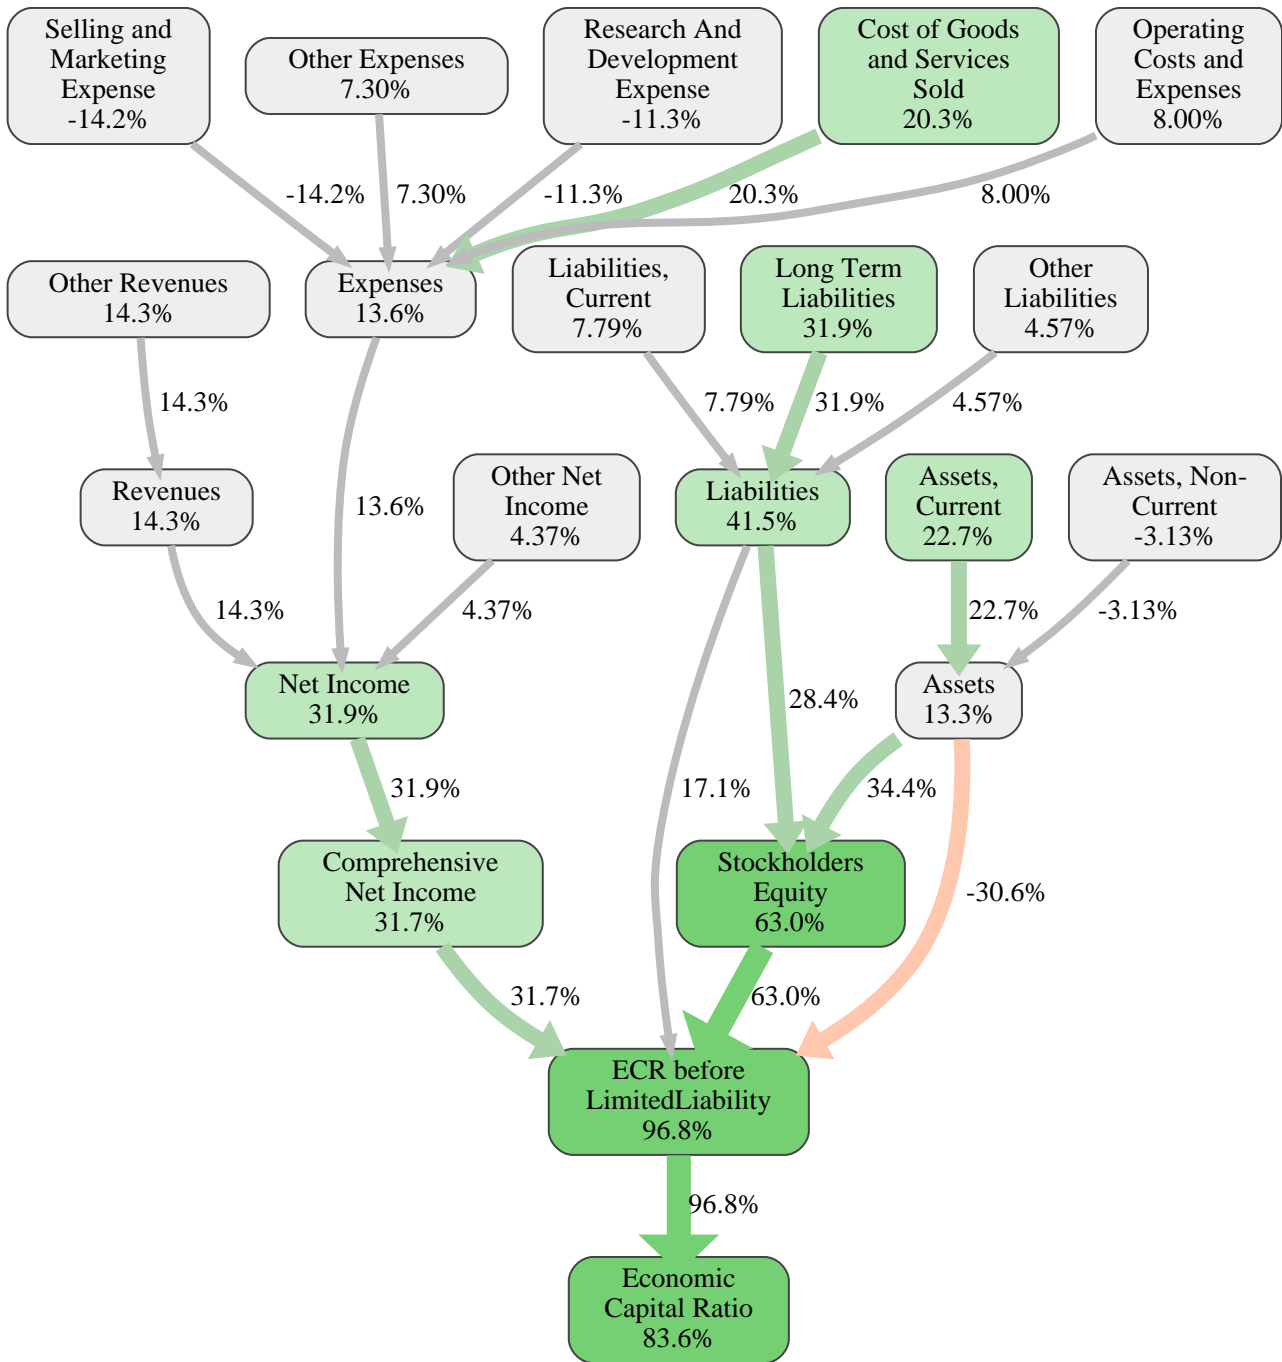 Selling and
Marketing
Expense
-14.2%
Other Expenses
7.30%
Research And
Development
Expense
-11.3%
Cost of Goods
and Services
Sold
20.3%
Operating
Costs and
Expenses
8.00%
-14.2%
7.30%
-11.3%
20.3%
8.00%
Other Revenues
14.3%
Expenses
13.6%
Liabilities,
Current
7.79%
Long Term
Liabilities
31.9%
Other
Liabilities
4.57%
14.3%
7.79%
31.9%
4.57%
Revenues
14.3%
13.6%
Other Net
Income
4.37%
Liabilities
41.5%
Assets,
Current
22.7%
Assets, Non-
Current
-3.13%
14.3%
4.37%
22.7%
-3.13%
Net Income
31.9%
28.4%
Assets
13.3%
31.9%
17.1%
34.4%
Comprehensive
Net Income
31.7%
Stockholders
Equity
63.0%
-30.6%
31.7%
63.0%
ECR before
LimitedLiability
96.8%
96.8%
Economic
Capital Ratio
83.6%